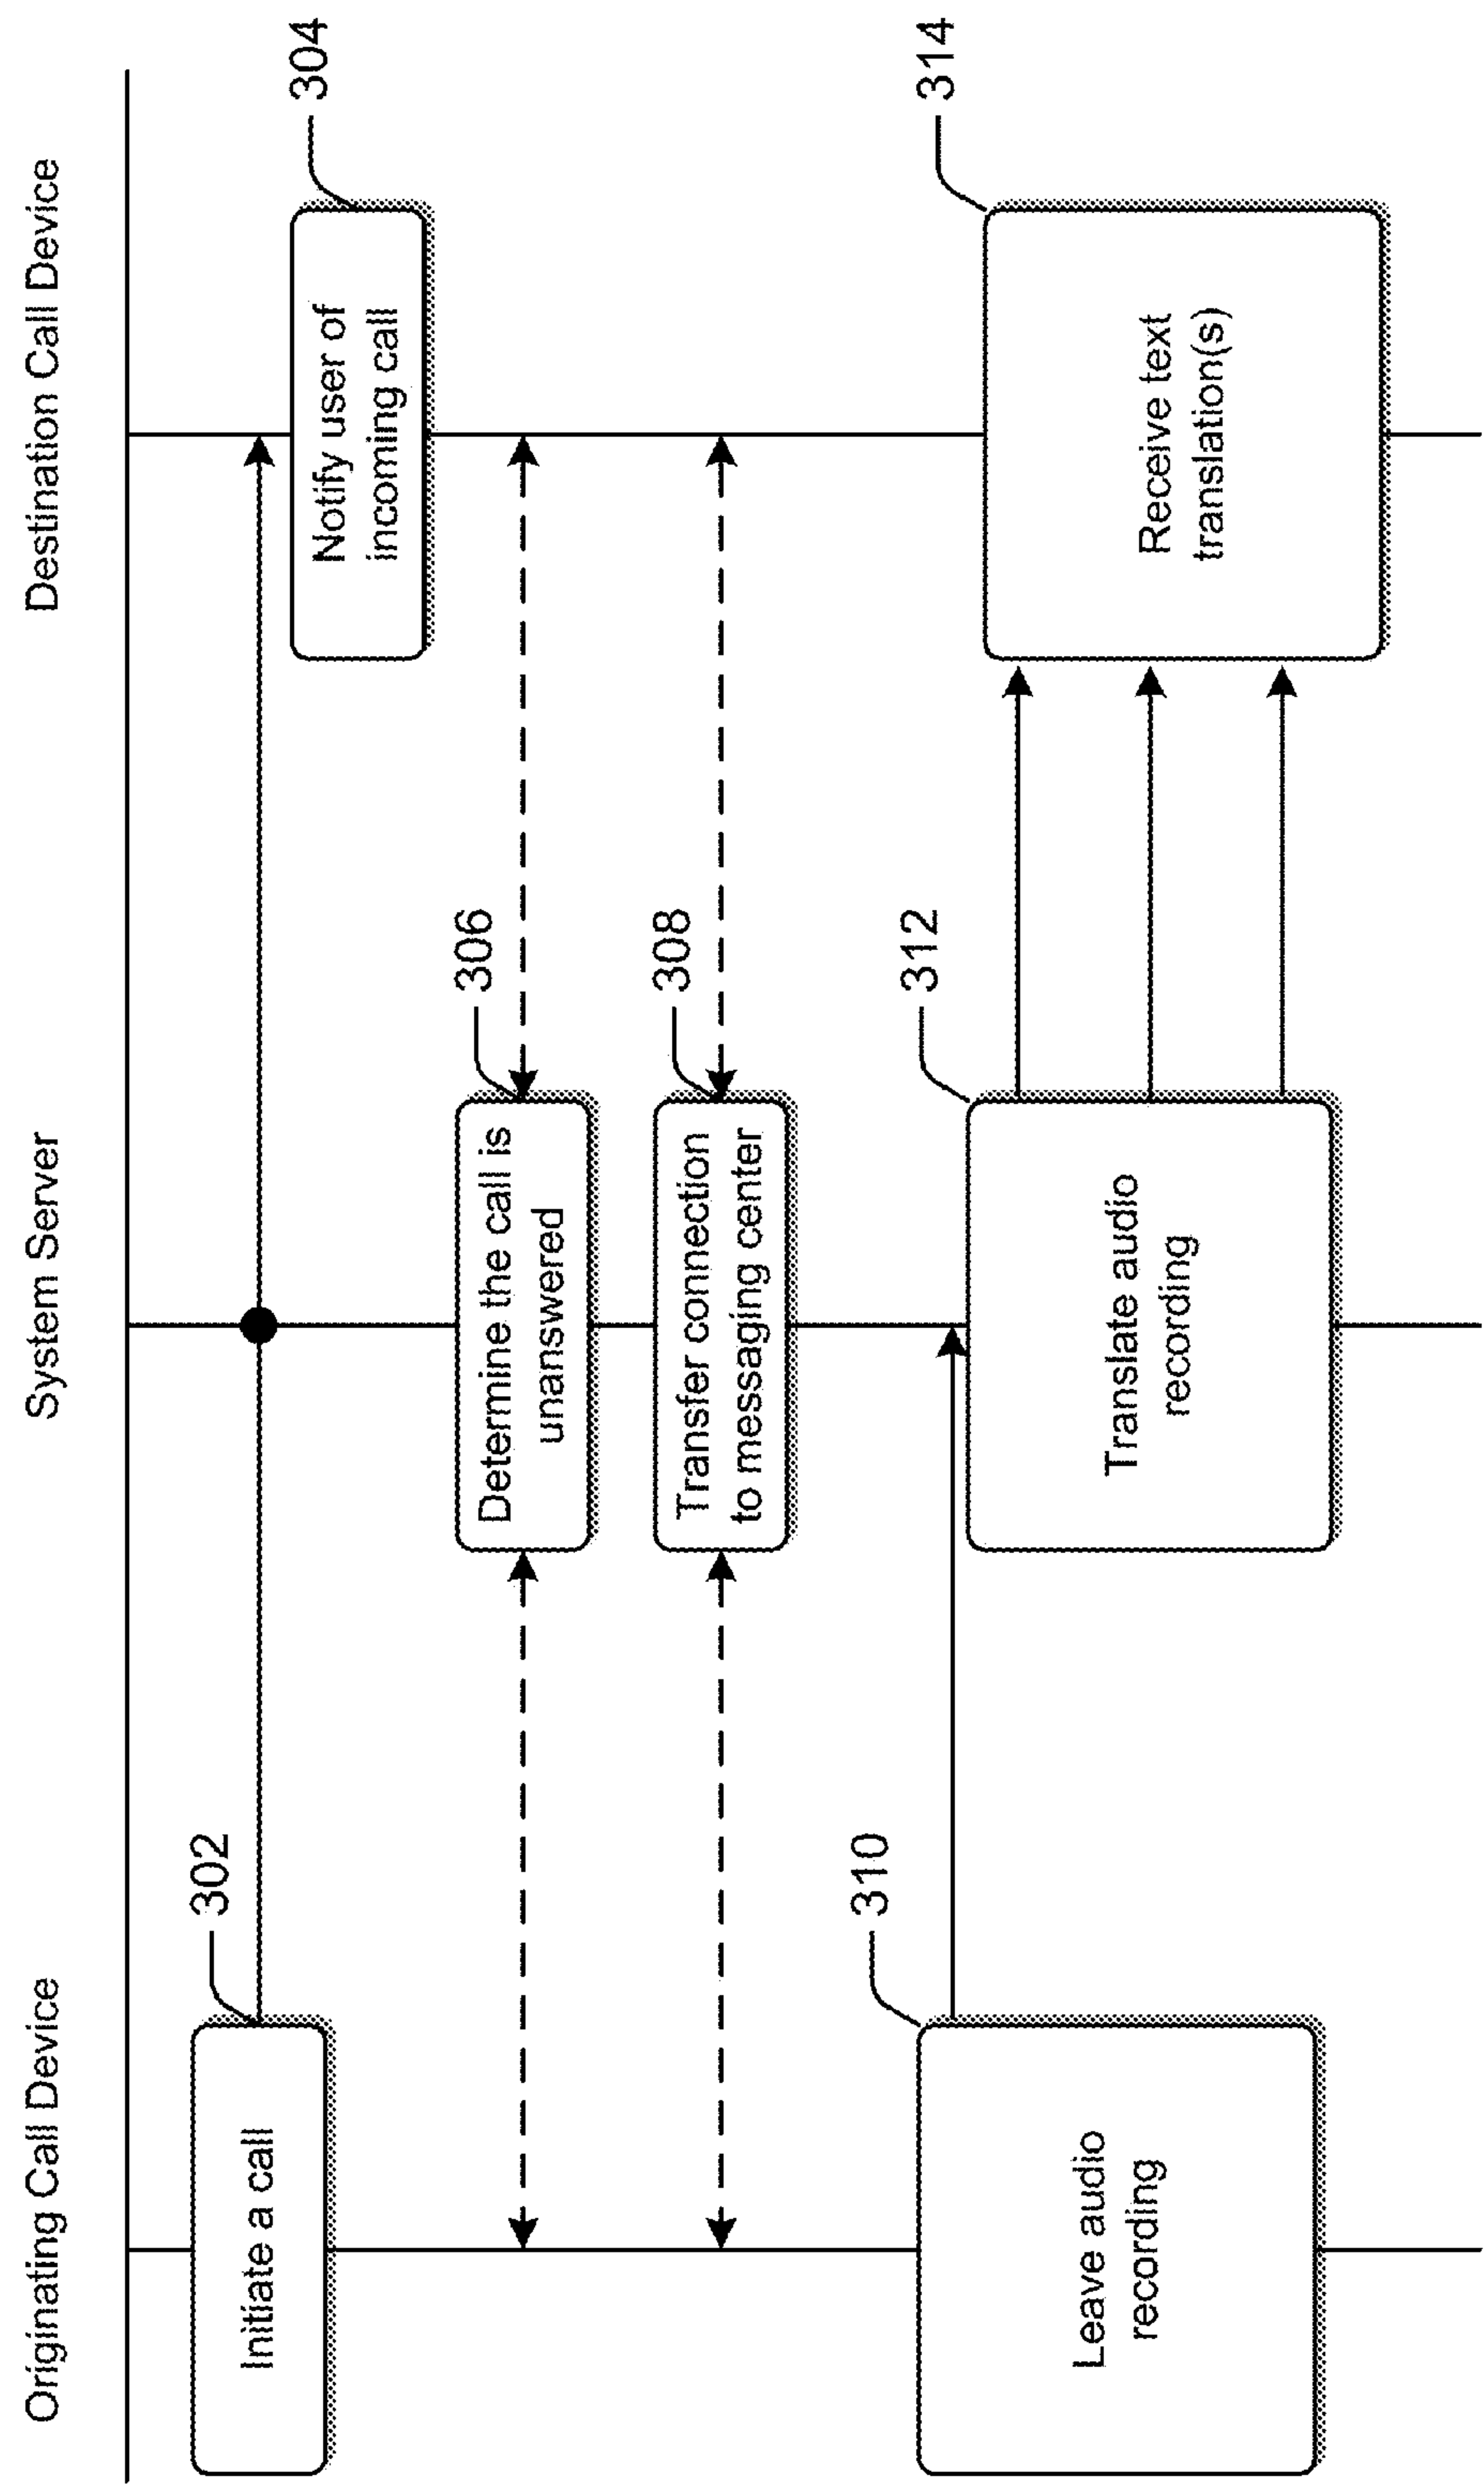 Originating Call Device
System Server
Destination Call Device
302
Initiate a call
304
Notify user of
incoming call
306
Determine the call is
unanswered
308
Transfer connection
to messaging center
310
Leave audio
recording
312
Translate audio
recording
314
Receive text
translation(s)